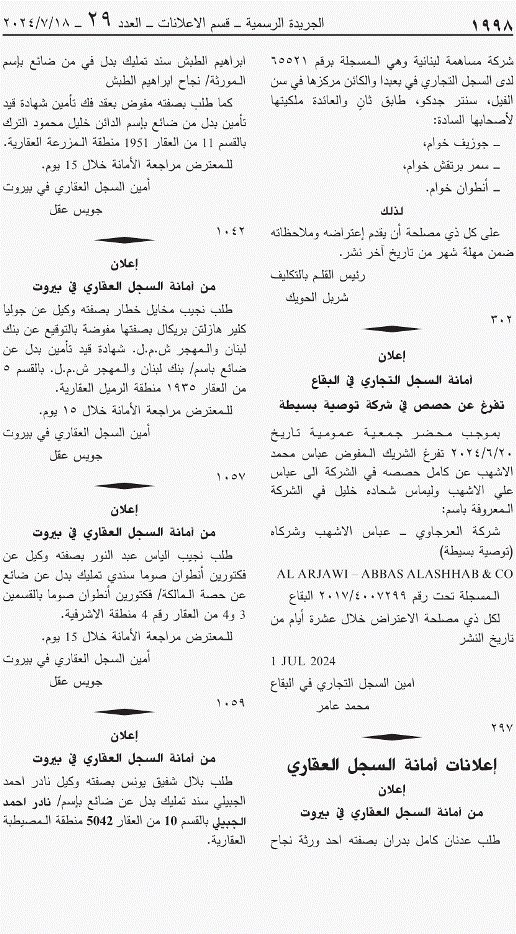 ١٩٩٨
الجريدة الرسمية – قسم الاعلانات – العدد ٢٩ – ٢٠٢٤/٧/١٨
شركة مساهمة لبنانية وهي المسجلة برقم ٦٥٥٢١
لدى السجل التجاري في بعبدا والكائن مركزها في سن
الفيل، سنتر جدكو، طابق ثانٍ والعائدة ملكيتها
لأصحابها السادة:
– جوزيف خوام،
– سمر برتقش خوام،
– أنطوان خوام.
لذلك
على كل ذي مصلحة أن يقدم إعتراضه وملاحظاته
ضمن مهلة شهر من تاريخ آخر نشر.
رئيس القلم بالتكليف
شربل الحويك
٣٠٢
إعلان
أمانة السجل التجاري في البقاع
تفرغ عن حصص في شركة توصية بسيطة
بموجب محضر جمعية عمومية تاريخ
٢٠٢٤/٦/٢٠ تفرغ الشريك المفوض عباس محمد
الاشهب عن كامل حصصه في الشركة الى عباس
علي الاشهب وليماس شحاده خليل في الشركة
المعروفة باسم:
شركة العرجاوي – عباس الاشهب وشركاه
(توصية بسيطة)
AL ARJAWI – ABBAS ALASHHAB & CO
المسجلة تحت رقم ٢٠١٧/٤٠٠٧٢٩٩ البقاع
لكل ذي مصلحة الاعتراض خلال عشرة أيام من
تاريخ النشر
1 JUL 2024
امين السجل التجاري في البقاع
محمد عامر
٢٩٧
إعلانات أمانة السجل العقاري
إعلان
من أمانة السجل العقاري في بيروت
طلب عدنان كامل بدران بصفته احد ورثة نجاح
ابراهيم الطبش سند تمليك بدل في من ضائع بإسم
المورثة/ نجاح ابراهيم الطبش
كما طلب بصفته مفوض بعقد فك تأمين شهادة قيد
تأمين بدل من ضائع بإسم الدائن خليل محمود الترك
بالقسم 11 من العقار 1951 منطقة المزرعة العقارية.
للمعترض مراجعة الأمانة خلال 15 يوم.
أمين السجل العقاري في بيروت
جويس عقل
١٠٤٢
إعلان
من أمانة السجل العقاري في بيروت
طلب نجيب مخايل خطار بصفته وكيل عن جوليا
كلير هازلتن بريكال بصفتها مفوضة بالتوقيع عن بنك
لبنان والمهجر ش.م.ل. شهادة قيد تأمين بدل عن
ضائع باسم/ بنك لبنان والمهجر ش.م.ل. بالقسم ٥
من العقار ١٩٣٥ منطقة الرميل العقارية.
للمعترض مراجعة الأمانة خلال ١٥ يوم.
أمين السجل العقاري في بيروت
جويس عقل
١٠٥٧
إعلان
من أمانة السجل العقاري في بيروت
طلب نجيب الياس عبد النور بصفته وكيل عن
فكتورين أنطوان صوما سندي تمليك بدل عن ضائع
عن حصة المالكة/ فكتورين أنطوان صوما بالقسمين
3 و4 من العقار رقم 4 منطقة الاشرفية.
للمعترض مراجعة الأمانة خلال 15 يوم.
أمين السجل العقاري في بيروت
جويس عقل
١٠٥٩
إعلان
من أمانة السجل العقاري في بيروت
طلب بلال شفيق يونس بصفته وكيل نادر احمد
الجبيلي سند تمليك بدل عن ضائع بإسم/ نادر احمد
الجبيلي بالقسم 10 من العقار 5042 منطقة المصيطبة
العقارية.